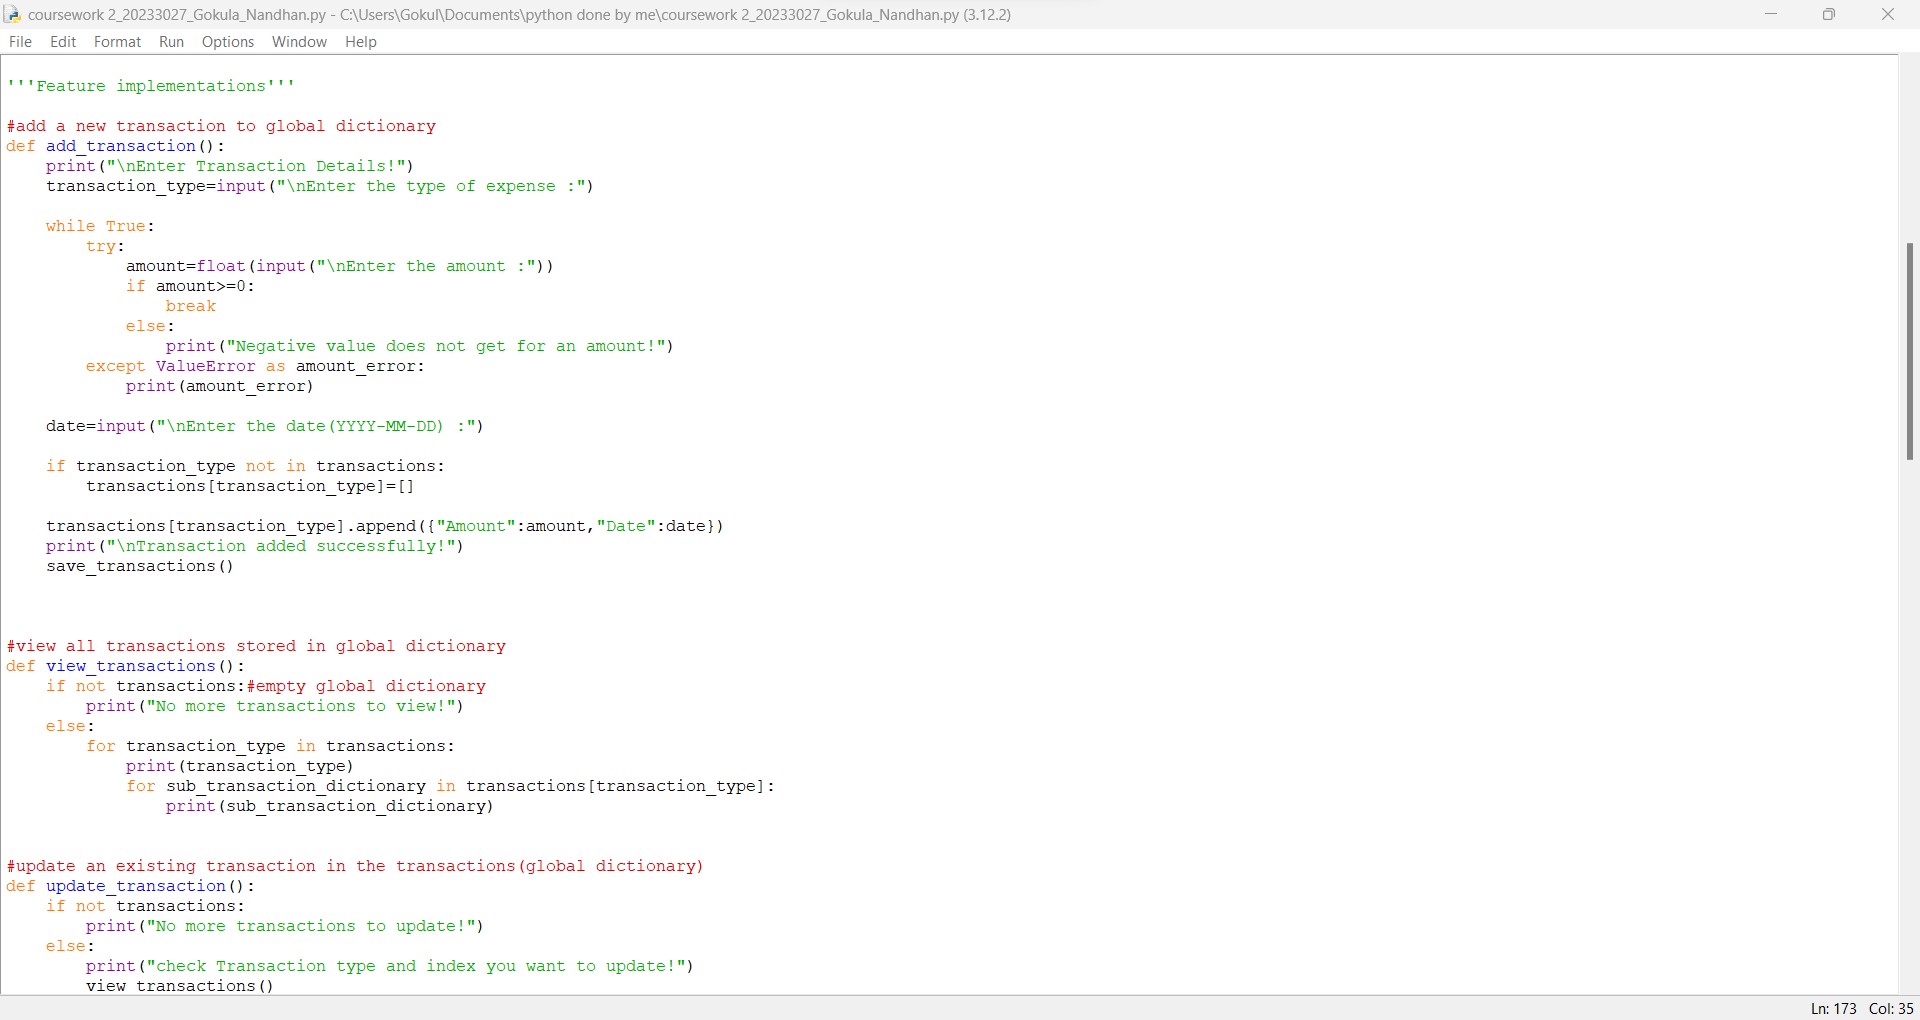 coursework 2_20233027_Gokula_Nandhan.py - C:\Users\Gokul\Documents\python done by me\coursework 2_20233027_Gokula_Nandhan.py (3.12.2)
File Edit Format Run Options Window Help
'''Feature implementations'''
#add a new transaction to global dictionary
def add_transaction():
    print("\nEnter Transaction Details!")
    transaction_type=input("\nEnter the type of expense :")
    while True:
        try:
            amount=float(input("\nEnter the amount :"))
            if amount>=0:
                break
            else:
                print("Negative value does not get for an amount!")
        except ValueError as amount_error:
            print(amount_error)
    date=input("\nEnter the date(YYYY-MM-DD) :")
    if transaction_type not in transactions:
        transactions[transaction_type]=[]
    transactions[transaction_type].append({"Amount":amount,"Date":date})
    print("\nTransaction added successfully!")
    save_transactions()
#view all transactions stored in global dictionary
def view_transactions():
    if not transactions:#empty global dictionary
        print("No more transactions to view!")
    else:
        for transaction_type in transactions:
            print(transaction_type)
            for sub_transaction_dictionary in transactions[transaction_type]:
                print(sub_transaction_dictionary)
#update an existing transaction in the transactions(global dictionary)
def update_transaction():
    if not transactions:
        print("No more transactions to update!")
    else:
        print("check Transaction type and index you want to update!")
        view_transactions()
Ln: 173 Col: 35